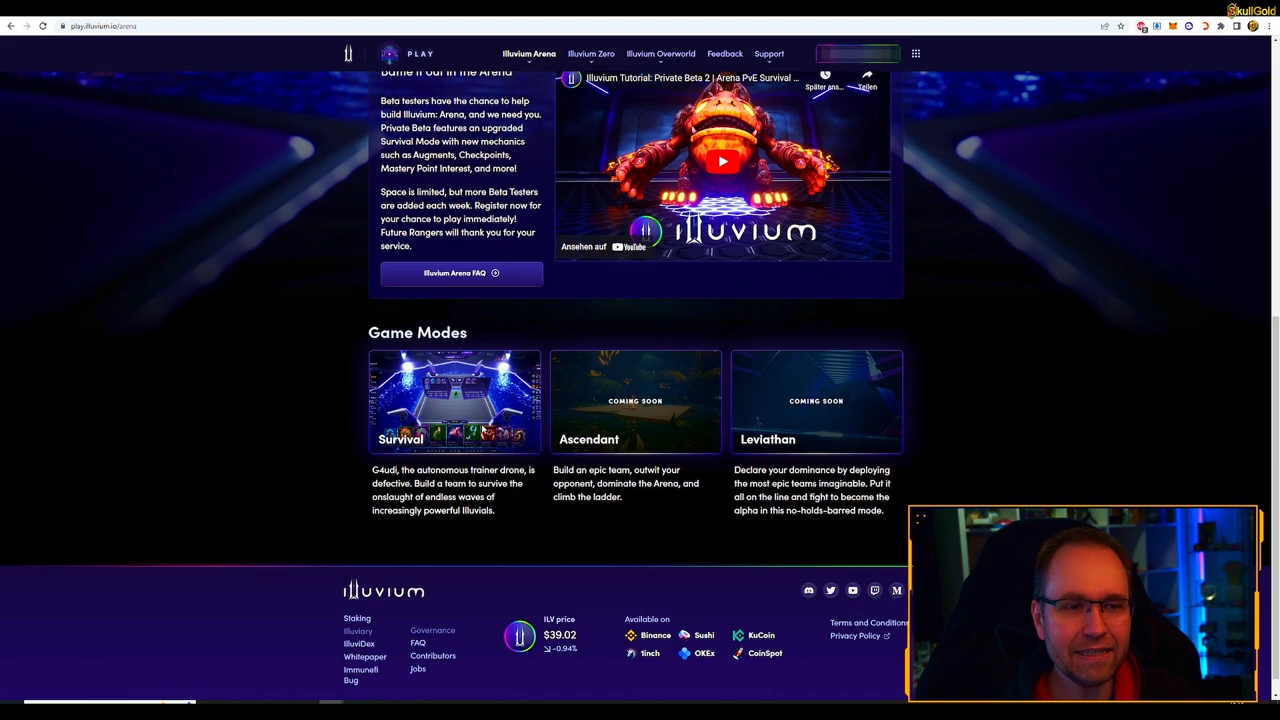 SkullGold
play.illuvium.io/arena
PLAY
Illuvium Arena
Illuvium Zero
Illuvium Overworld
Feedback
Support
Battle it out in the Arena
Beta testers have the chance to help
build Illuvium: Arena, and we need you.
Private Beta features an upgraded
Survival Mode with new mechanics
such as Augments, Checkpoints,
Mastery Point Interest, and more!
Space is limited, but more Beta Testers
are added each week. Register now for
your chance to play immediately!
Future Rangers will thank you for your
service.
Illuvium Arena FAQ
Illuvium Tutorial: Private Beta 2 | Arena PvE Survival ...
Später ans...
Teilen
illuvium
Ansehen auf YouTube
Game Modes
Survival
G4udi, the autonomous trainer drone, is
defective. Build a team to survive the
onslaught of endless waves of
increasingly powerful Illuvials.
COMING SOON
Ascendant
Build an epic team, outwit your
opponent, dominate the Arena, and
climb the ladder.
COMING SOON
Leviathan
Declare your dominance by deploying
the most epic teams imaginable. Put it
all on the line and fight to become the
alpha in this no-holds-barred mode.
illuvium
Staking
Illuviary
IlluviDex
Whitepaper
Immunefi
Bug
Governance
FAQ
Contributors
Jobs
ILV price
$39.02
-0.94%
Available on
Binance
Sushi
KuCoin
1inch
OKEx
CoinSpot
Terms and Conditions
Privacy Policy